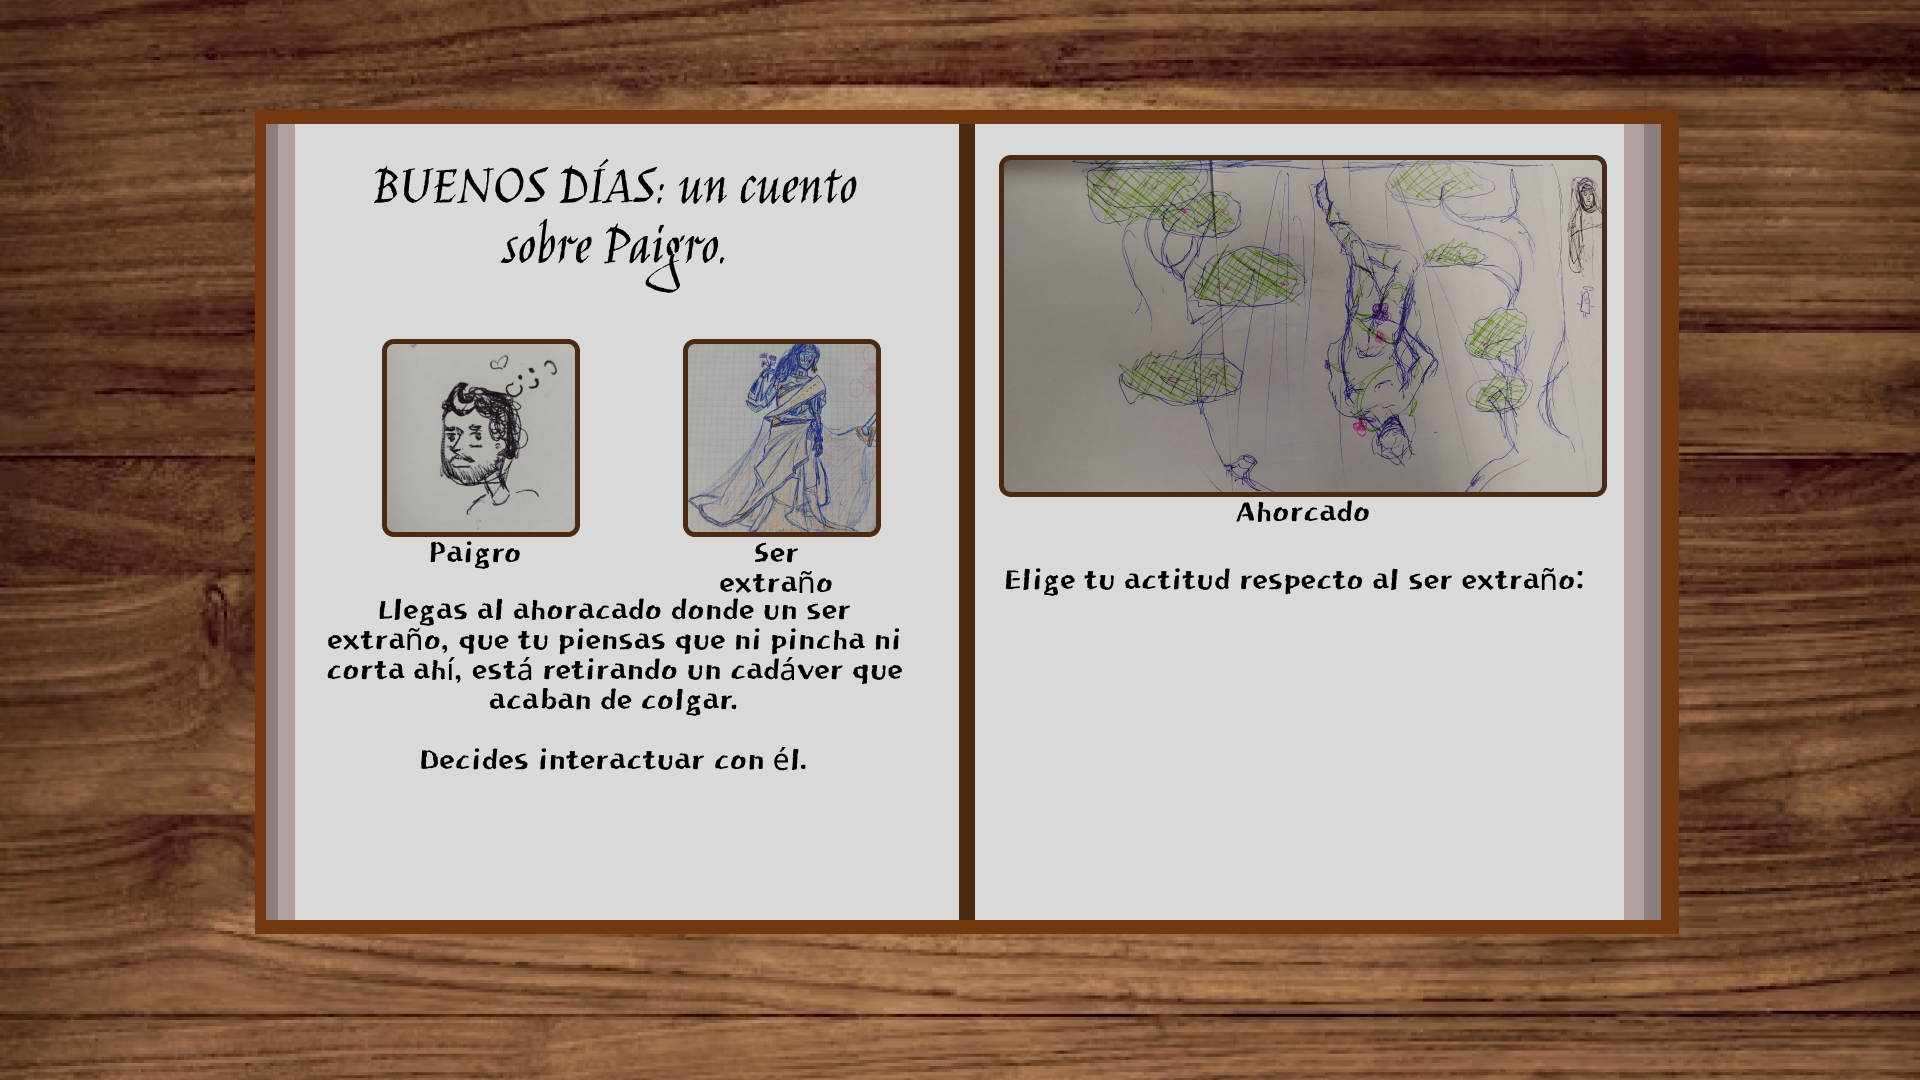 BUENOS DÍAS: un cuento
sobre Paigro.
Paigro
Ser
extraño
Llegas al ahoracado donde un ser
extraño, que tu piensas que ni pincha ni
corta ahí, está retirando un cadáver que
acaban de colgar.
Decides interactuar con él.
Ahorcado
Elige tu actitud respecto al ser extraño: